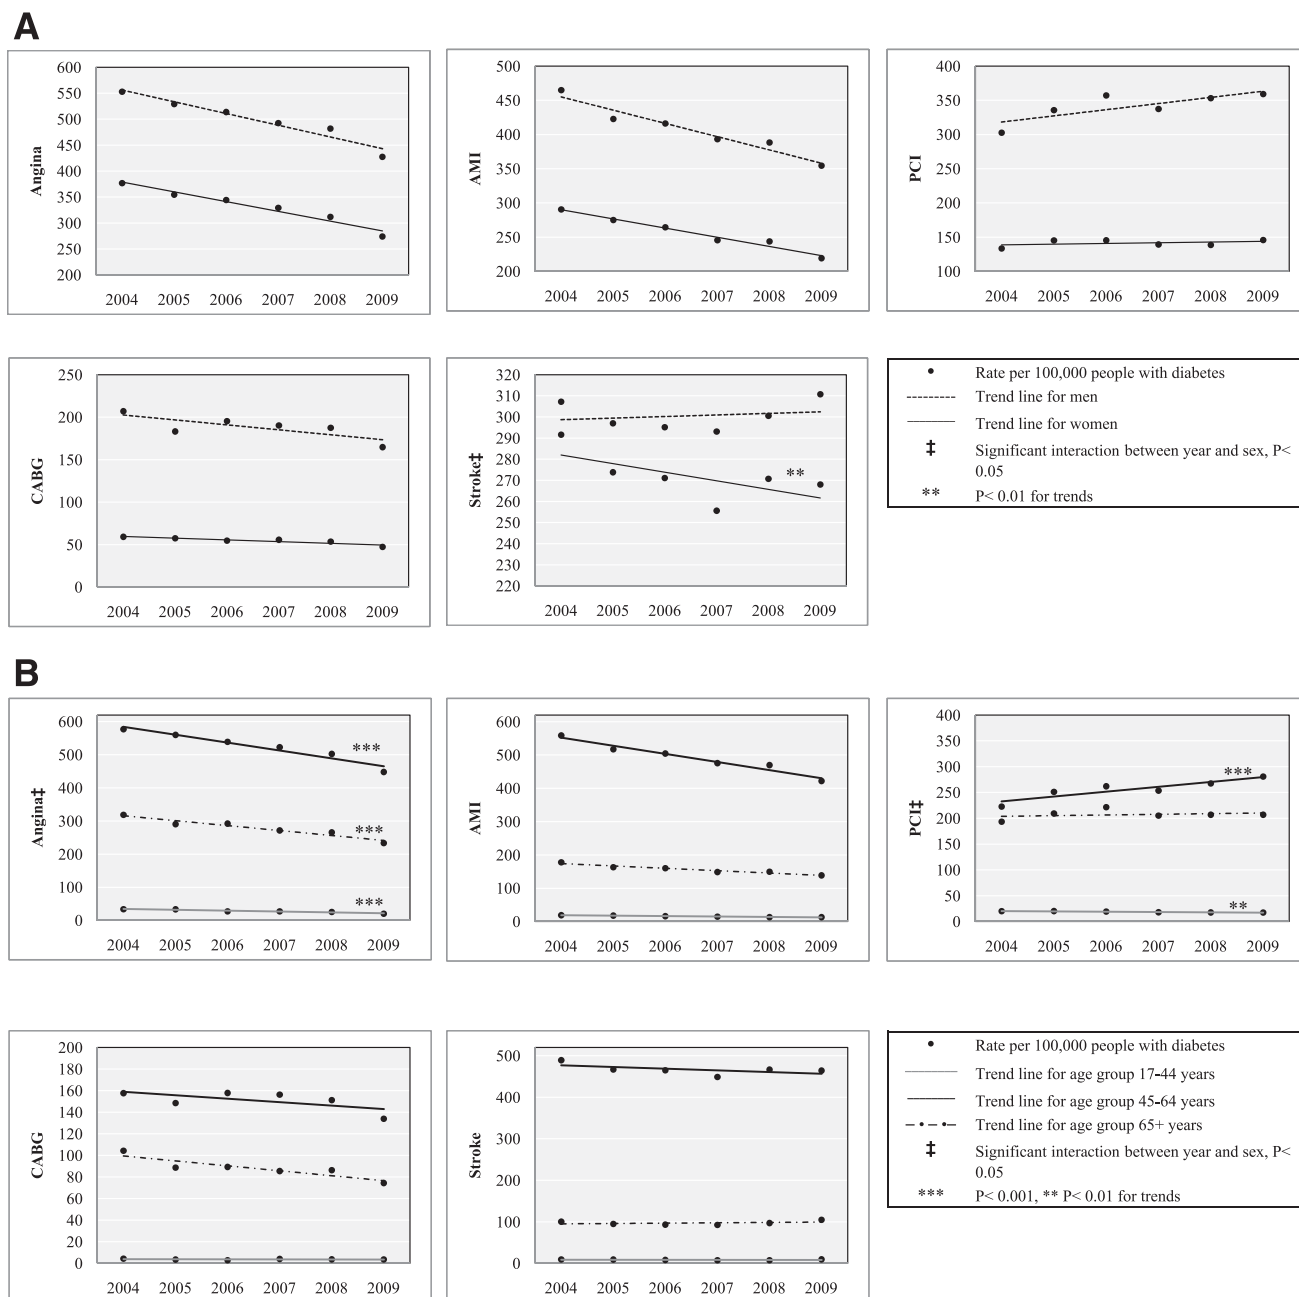 A
Angina
600
550
500
450
400
350
300
250
200
2004 2005 2006 2007 2008 2009
AMI
500
450
400
350
300
250
200
2004 2005 2006 2007 2008 2009
PCI
400
350
300
250
200
150
100
2004 2005 2006 2007 2008 2009
CABG
250
200
150
100
50
0
2004 2005 2006 2007 2008 2009
Stroke‡
320
310
300
290
280
270
260
250
240
230
220
**
2004 2005 2006 2007 2008 2009
Rate per 100,000 people with diabetes
Trend line for men
Trend line for women
‡ Significant interaction between year and sex, P<
0.05
** P< 0.01 for trends
B
Angina‡
600
500
400
300
200
100
0
***
***
***
2004 2005 2006 2007 2008 2009
AMI
600
500
400
300
200
100
0
2004 2005 2006 2007 2008 2009
PCI‡
400
350
300
250
200
150
100
50
0
***
**
2004 2005 2006 2007 2008 2009
CABG
200
180
160
140
120
100
80
60
40
20
0
2004 2005 2006 2007 2008 2009
Stroke
500
400
300
200
100
0
2004 2005 2006 2007 2008 2009
Rate per 100,000 people with diabetes
Trend line for age group 17-44 years
Trend line for age group 45-64 years
Trend line for age group 65+ years
‡ Significant interaction between year and sex, P<
0.05
*** P< 0.001, ** P< 0.01 for trends